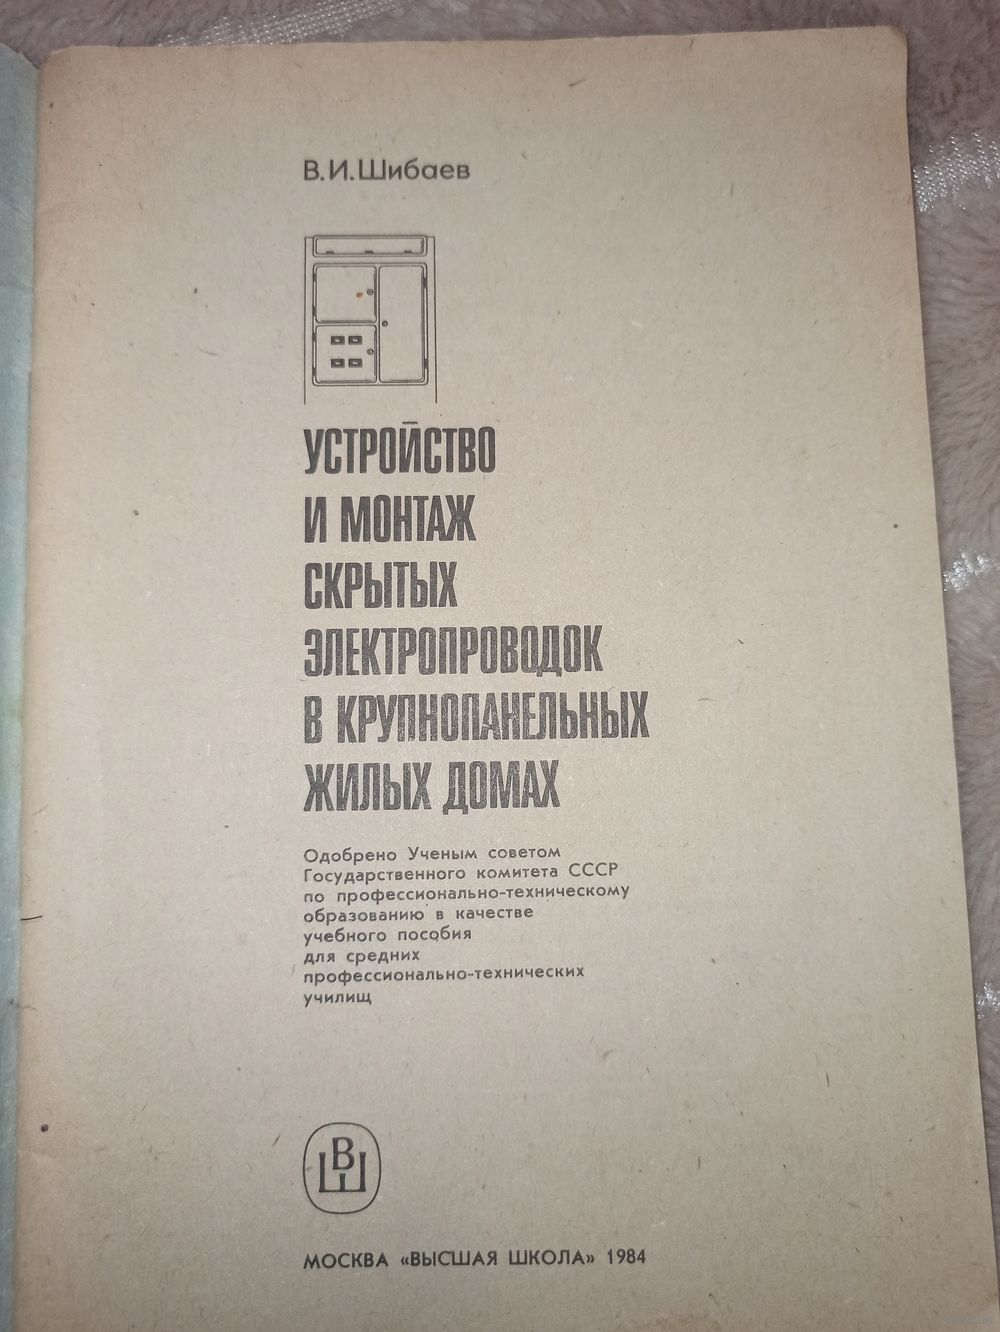 В.И.Шибаев
УСТРОЙСТВО
И МОНТАЖ
СКРЫТЫХ
ЭЛЕКТРОПРОВОДОК
В КРУПНОПАНЕЛЬНЫХ
ЖИЛЫХ ДОМАХ
Одобрено Ученым советом
Государственного комитета СССР
по профессионально-техническому
образованию в качестве
учебного пособия
для средних
профессионально-технических
училищ
ВШ
МОСКВА «ВЫСШАЯ ШКОЛА» 1984